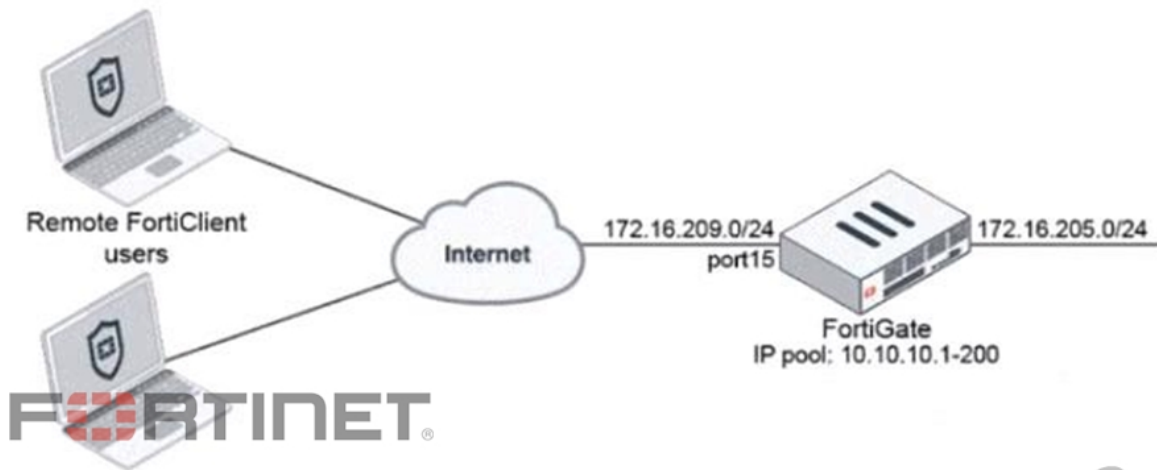 Remote FortiClient
users
Internet
172.16.209.0/24
port15
172.16.205.0/24
FortiGate
IP pool: 10.10.10.1-200
FORTINET®